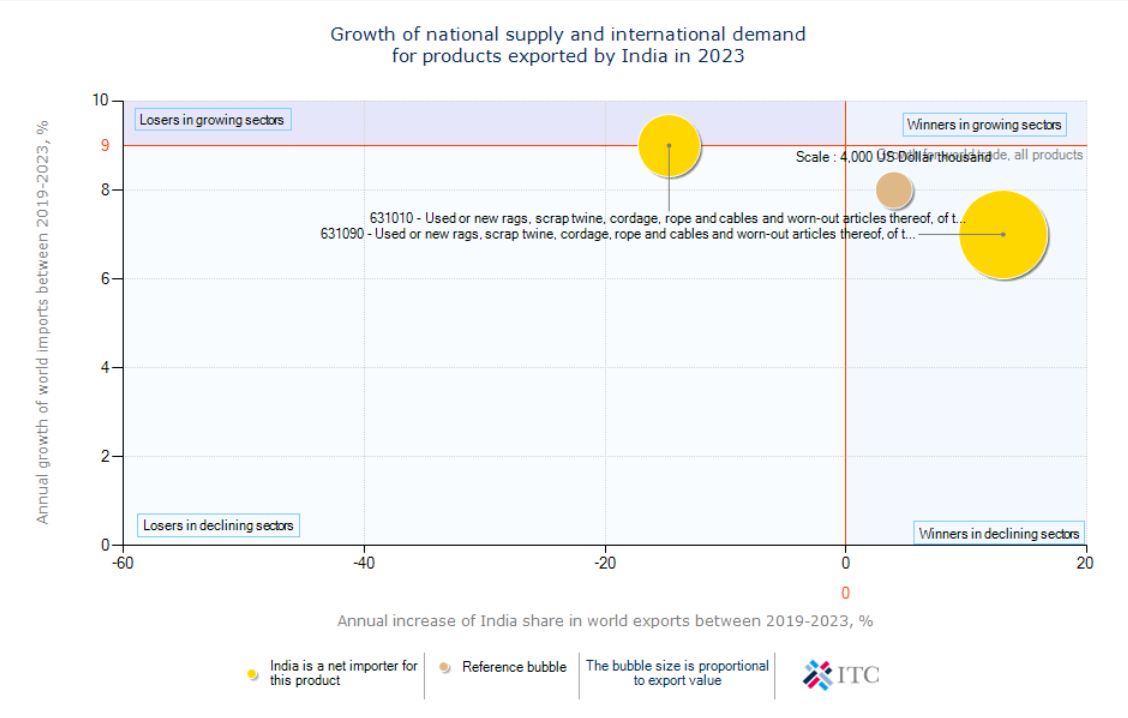 Growth of national supply and international demand
for products exported by India in 2023
Annual growth of world imports between 2019-2023, %
10
9
8
6
4
2
0
Losers in growing sectors
Winners in growing sectors
Scale : 4,000 US Dollar thousand
Growth for world trade, all products
631010 - Used or new rags, scrap twine, cordage, rope and cables and worn-out articles thereof, of t...
631090 - Used or new rags, scrap twine, cordage, rope and cables and worn-out articles thereof, of t...
Losers in declining sectors
Winners in declining sectors
-60 -40 -20 0 20
0
Annual increase of India share in world exports between 2019-2023, %
India is a net importer for
this product
Reference bubble
The bubble size is proportional
to export value
ITC